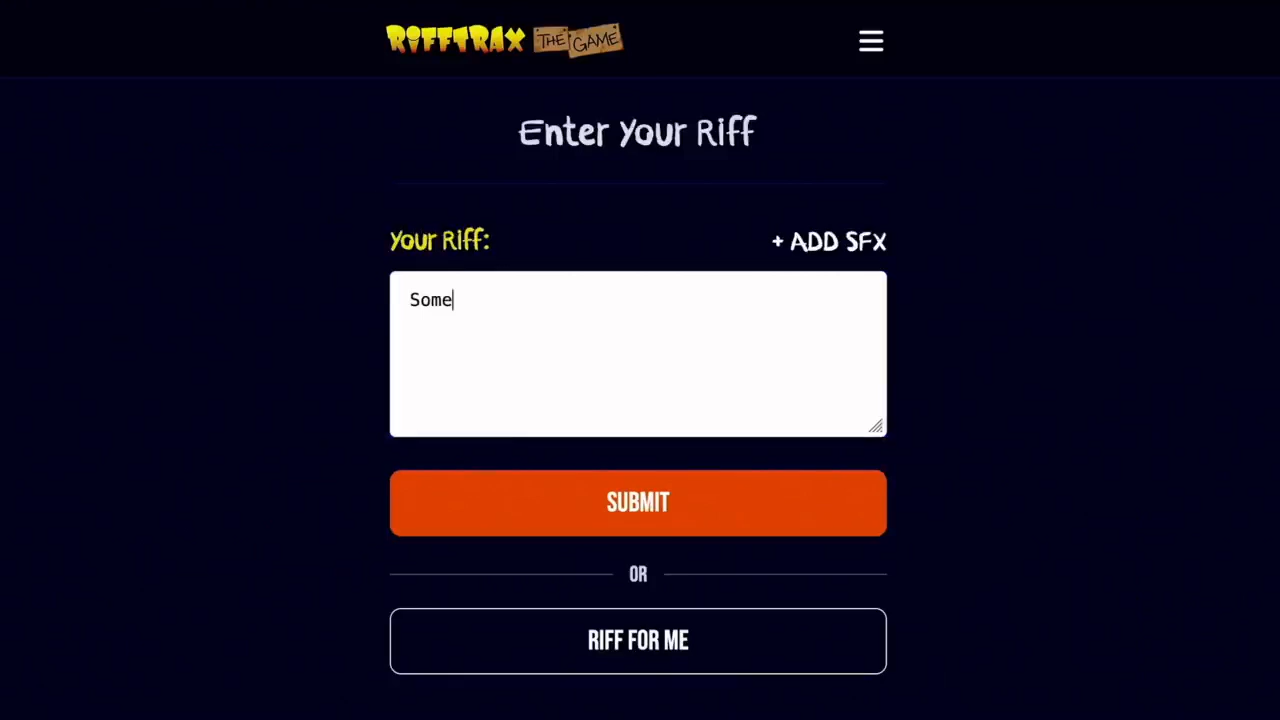 RIFFTRAX THE GAME
Enter Your Riff
Your Riff:
+ ADD SFX
Some
SUBMIT
OR
RIFF FOR ME